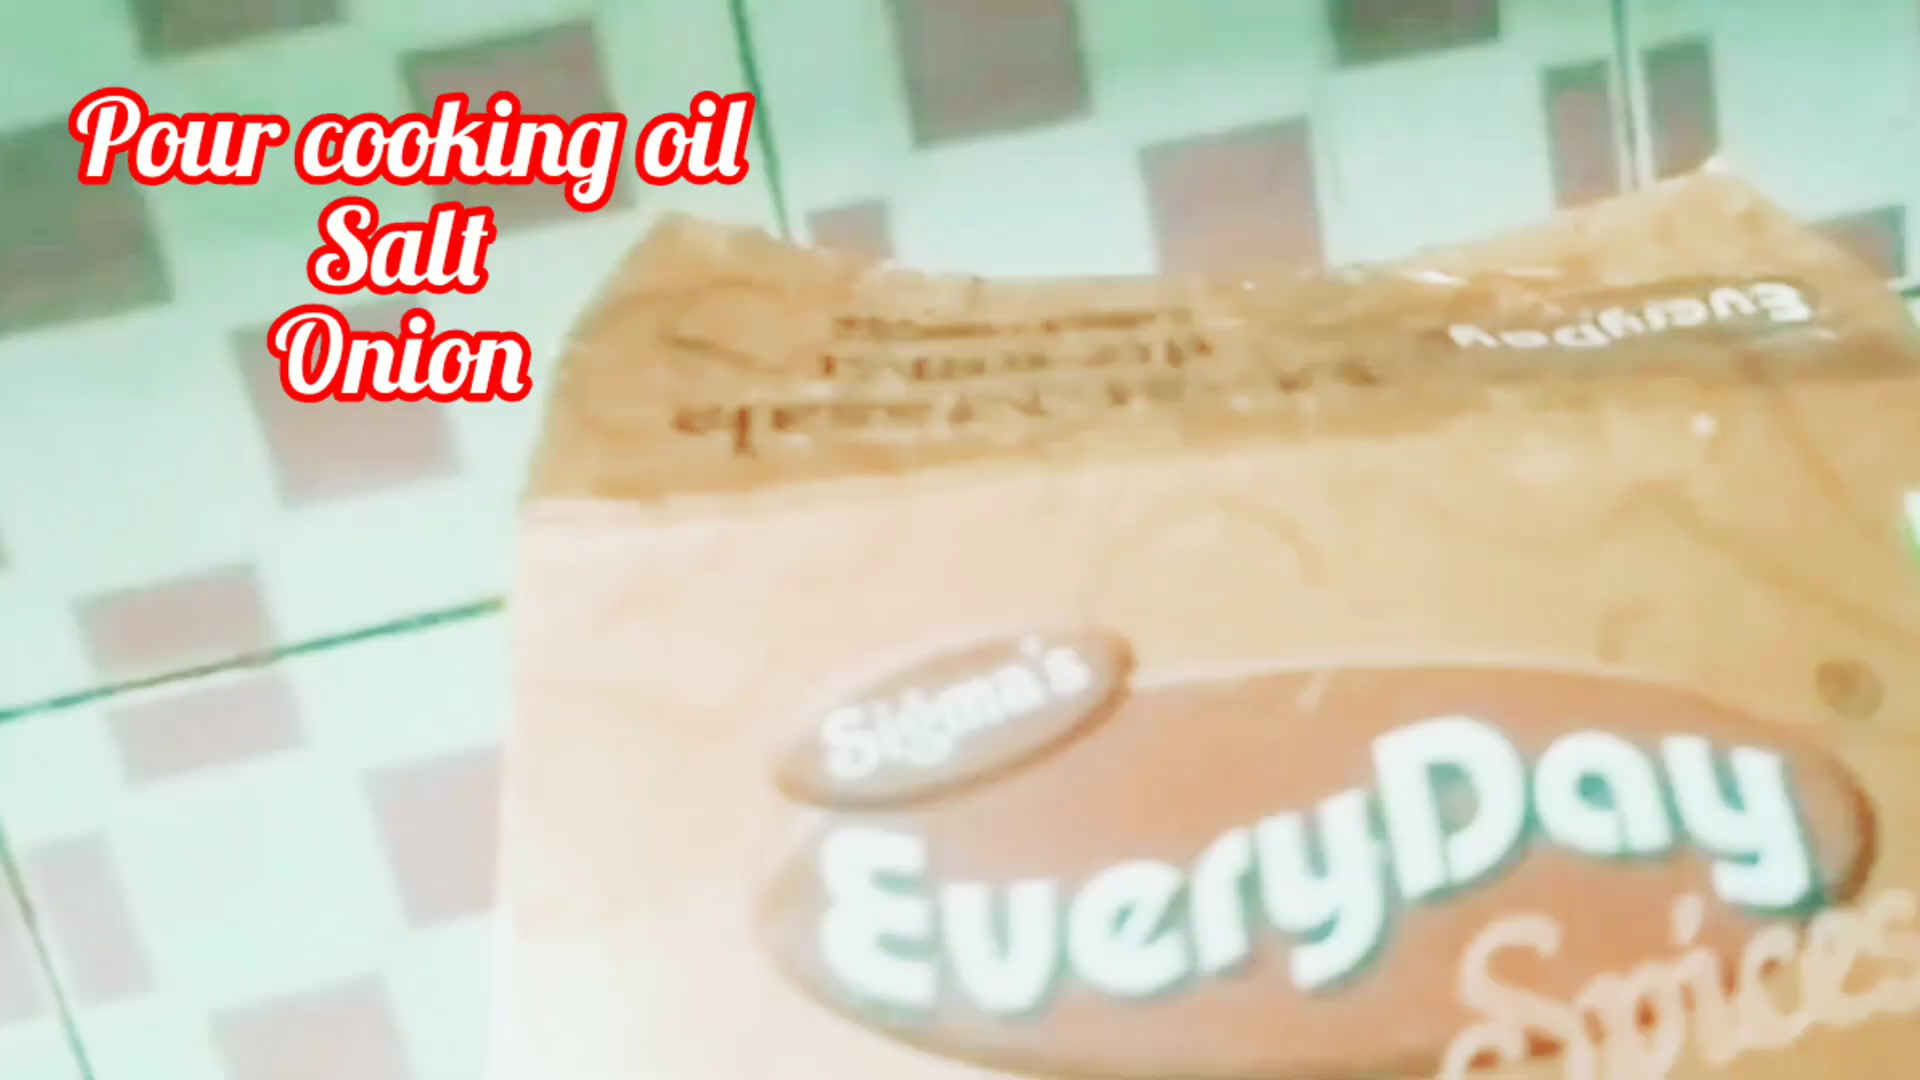 Pour cooking oil
Salt
Onion
EveryDay
Sigma's
EveryDay
Spices